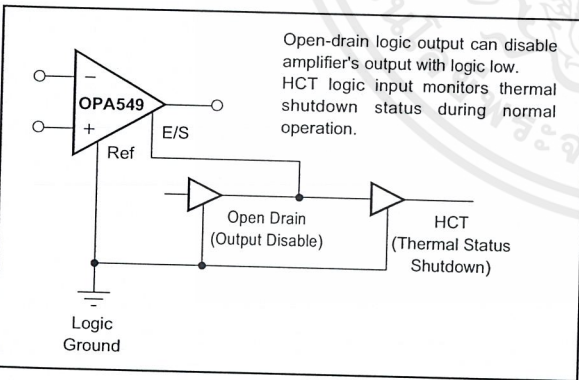 Open-drain logic output can disable
amplifier's output with logic low.
HCT logic input monitors thermal
shutdown status during normal
operation.
−
OPA549
+
E/S
Ref
Open Drain
(Output Disable)
HCT
(Thermal Status
Shutdown)
Logic
Ground